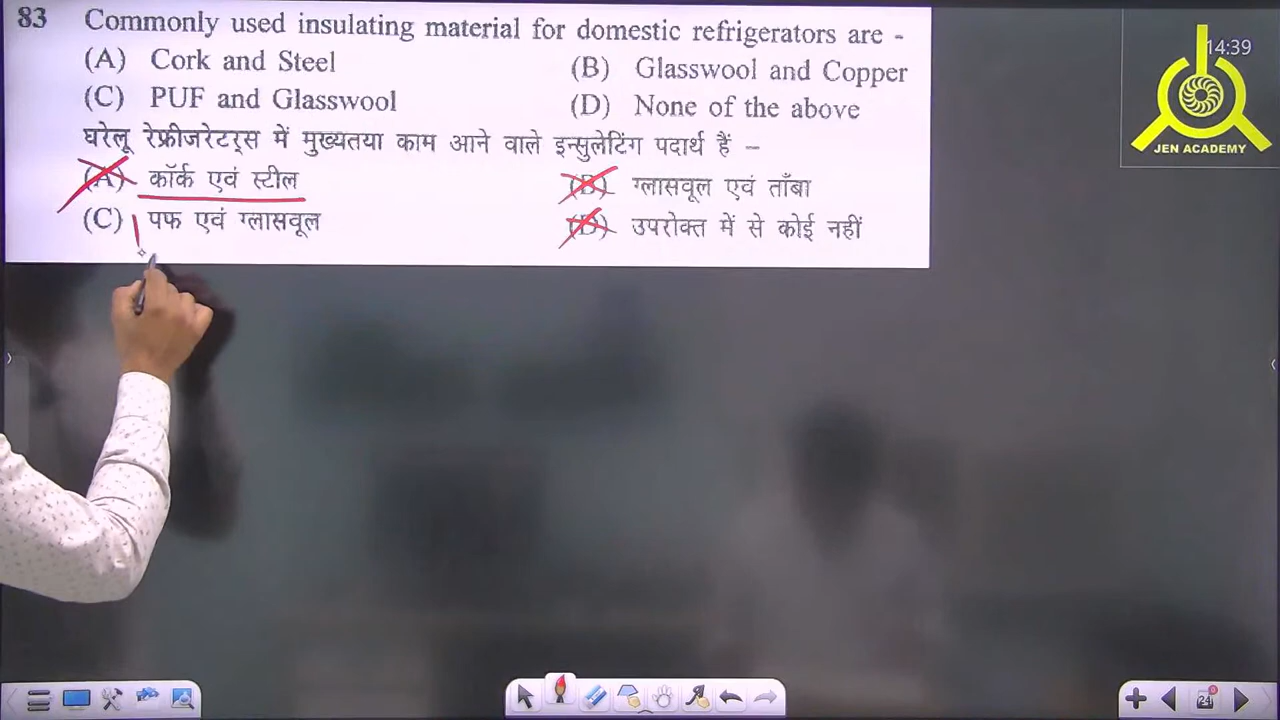 83 Commonly used insulating material for domestic refrigerators are -
(A) Cork and Steel (B) Glasswool and Copper
(C) PUF and Glasswool (D) None of the above
घरेलू रेफ्रीजरेटर्स में मुख्यतया काम आने वाले इन्सुलेटिंग पदार्थ हैं –
(A) कॉर्क एवं स्टील (B) ग्लासवूल एवं ताँबा
(C) पफ एवं ग्लासवूल (D) उपरोक्त में से कोई नहीं
14:39
JEN ACADEMY
24